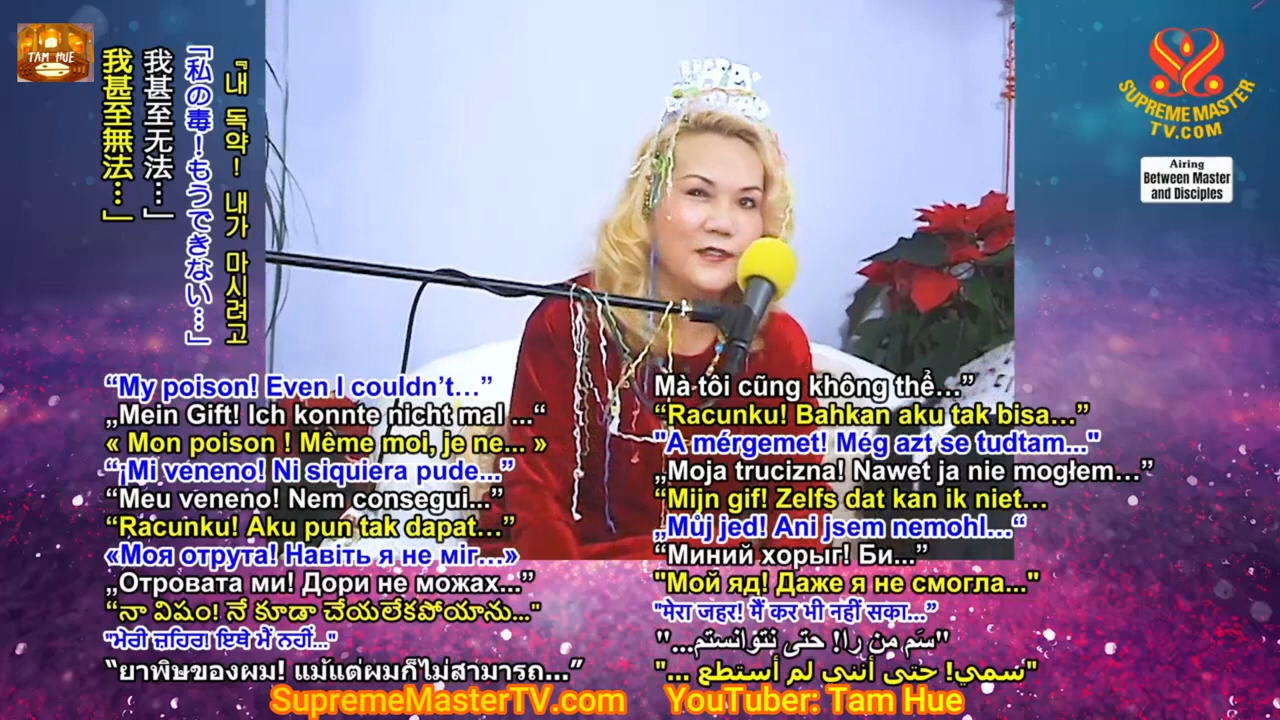 TAM HUE
SUPREME MASTER
TV.COM
Airing
Between Master
and Disciples
『내 독약! 내가 마시려고
「私の毒！もうできない…」
我甚至无法…」
我甚至無法…」
“My poison! Even I couldn’t…”
„Mein Gift! Ich konnte nicht mal ...“
« Mon poison ! Même moi, je ne... »
“¡Mi veneno! Ni siquiera pude...”
“Meu veneno! Nem consegui...”
“Racunku! Aku pun tak dapat…”
«Моя отрута! Навіть я не міг…»
„Отровата ми! Дори не можах...”
“నా విషం! నే కూడా చేయలేకపోయాను..."
"ਮੇਰੀ ਜ਼ਹਿਰ! ਇਥੇ ਮੈਂ ਨਹੀਂ..."
“ยาพิษของผม! แม้แต่ผมก็ไม่สามารถ...”
Mà tôi cũng không thể…”
“Racunku! Bahkan aku tak bisa…”
"A mérgemet! Még azt se tudtam..."
„Moja trucizna! Nawet ja nie mogłem…”
“Mijn gif! Zelfs dat kan ik niet…
„Můj jed! Ani jsem nemohl…“
“Миний хорыг! Би...”
"Мой яд! Даже я не смогла..."
"मेरा जहर! मैं कर भी नहीं सका…”
"سَم من را! حتی نتوانستم..."
"سمي! حتى أنني لم أستطع ..."
SupremeMasterTV.com YouTuber: Tam Hue